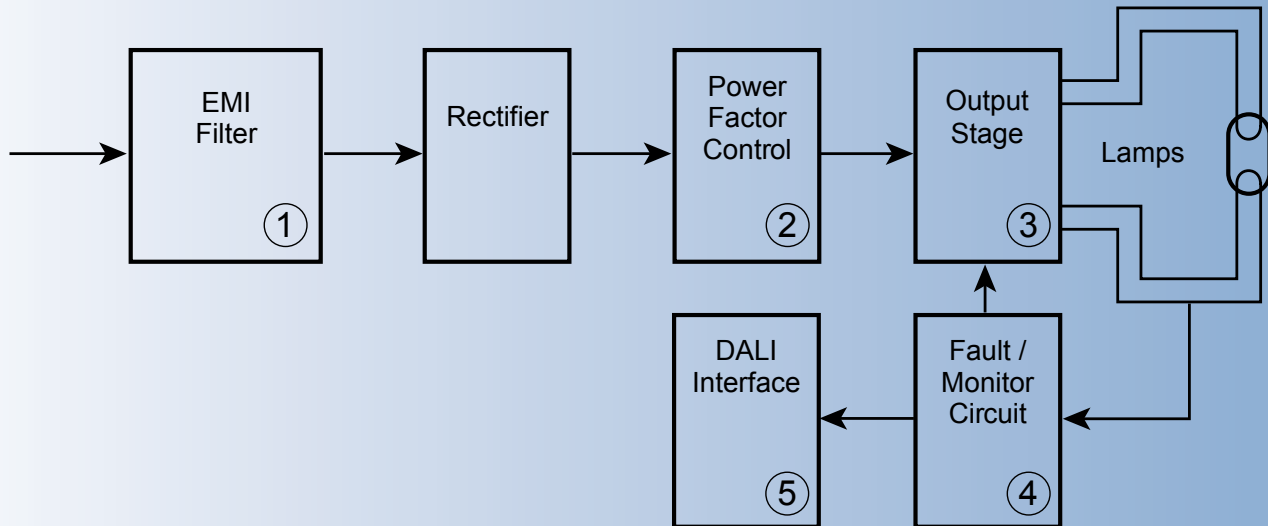 EMI
Filter
①
Rectifier
Power
Factor
Control
②
Output
Stage
③
Lamps
DALI
Interface
⑤
Fault /
Monitor
Circuit
④